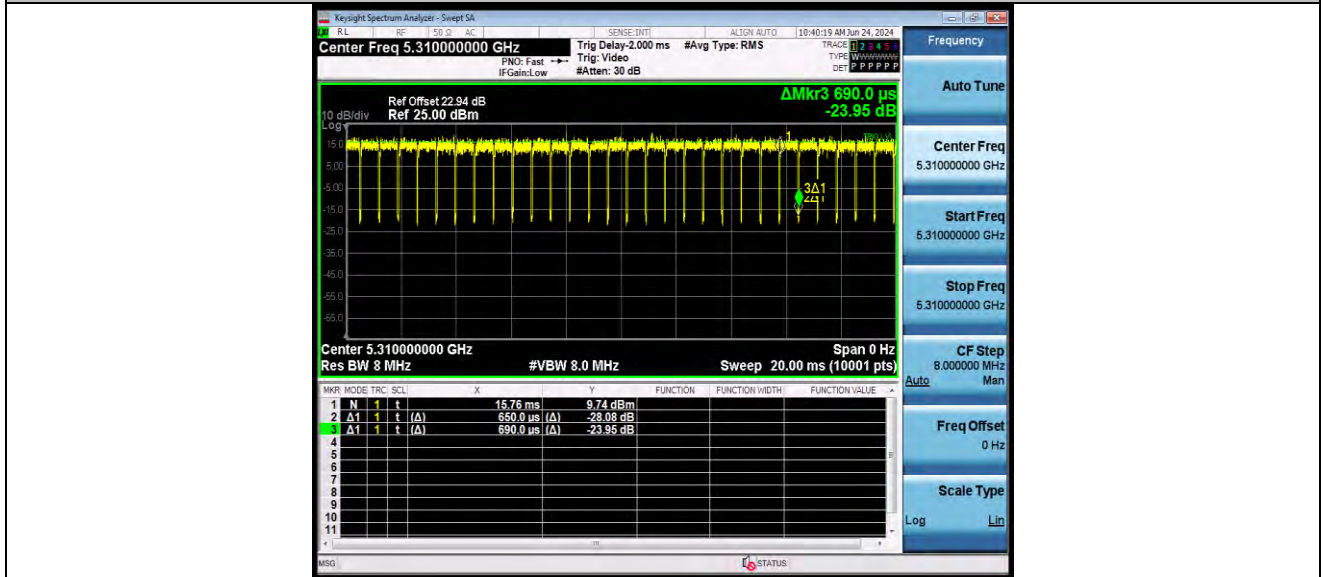 Keysight Spectrum Analyzer - Swept SA
RL RF 50 Ω AC SENSE:INT ALIGN AUTO 10:40:19 AM Jun 24, 2024
Center Freq 5.310000000 GHz
PNO: Fast
IFGain:Low
Trig Delay-2.000 ms
Trig: Video
#Atten: 30 dB
#Avg Type: RMS
TRACE 1 2 3 4 5 6
TYPE WWWWWW
DET P P P P P P
ΔMkr3 690.0 µs
-23.95 dB
Ref Offset 22.94 dB
10 dB/div Ref 25.00 dBm
Log
15.0
5.00
-5.00
-15.0
-25.0
-35.0
-45.0
-55.0
-65.0
1
3Δ1
2Δ1
Center 5.310000000 GHz Span 0 Hz
Res BW 8 MHz #VBW 8.0 MHz Sweep 20.00 ms (10001 pts)
MKR MODE TRC SCL X Y FUNCTION FUNCTION WIDTH FUNCTION VALUE
1 N 1 t 15.76 ms 9.74 dBm
2 Δ1 1 t (Δ) 650.0 µs (Δ) -28.08 dB
3 Δ1 1 t (Δ) 690.0 µs (Δ) -23.95 dB
4
5
6
7
8
9
10
11
MSG STATUS
Frequency
Auto Tune
Center Freq
5.310000000 GHz
Start Freq
5.310000000 GHz
Stop Freq
5.310000000 GHz
CF Step
8.000000 MHz
Auto Man
Freq Offset
0 Hz
Scale Type
Log Lin